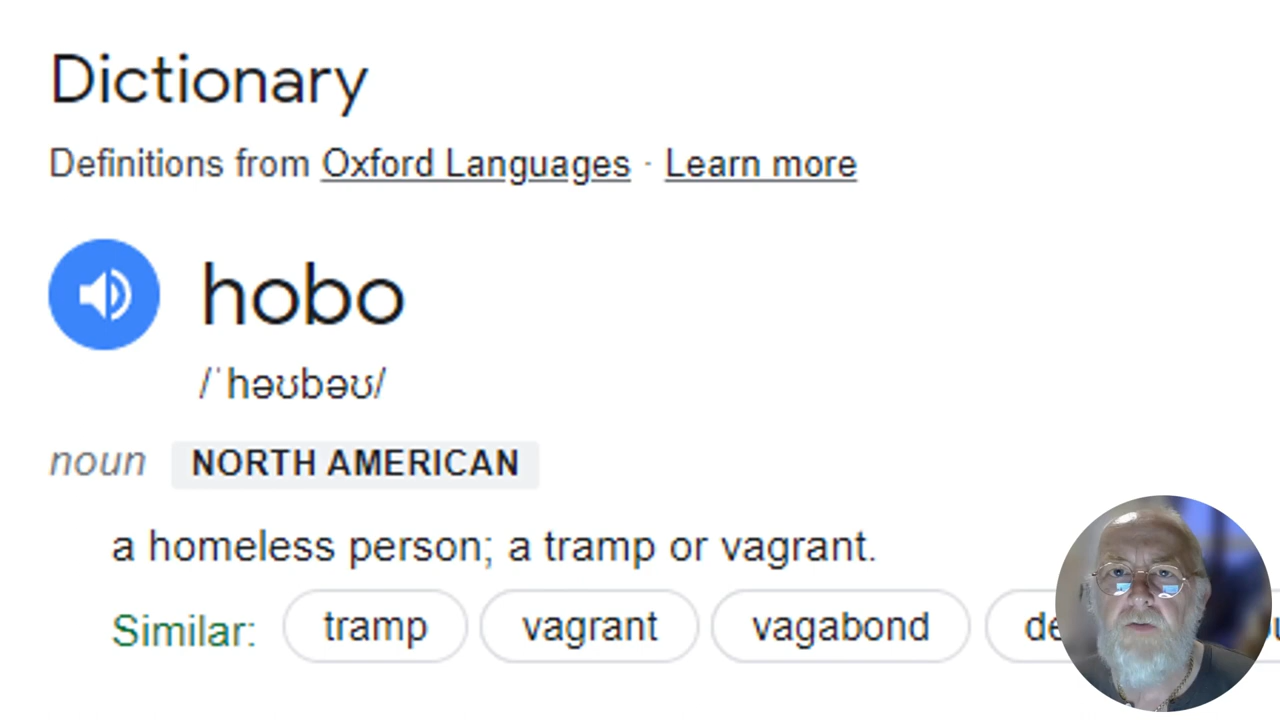 Dictionary
Definitions from Oxford Languages · Learn more
hobo
/ˈhəʊbəʊ/
noun NORTH AMERICAN
a homeless person; a tramp or vagrant.
Similar: tramp vagrant vagabond